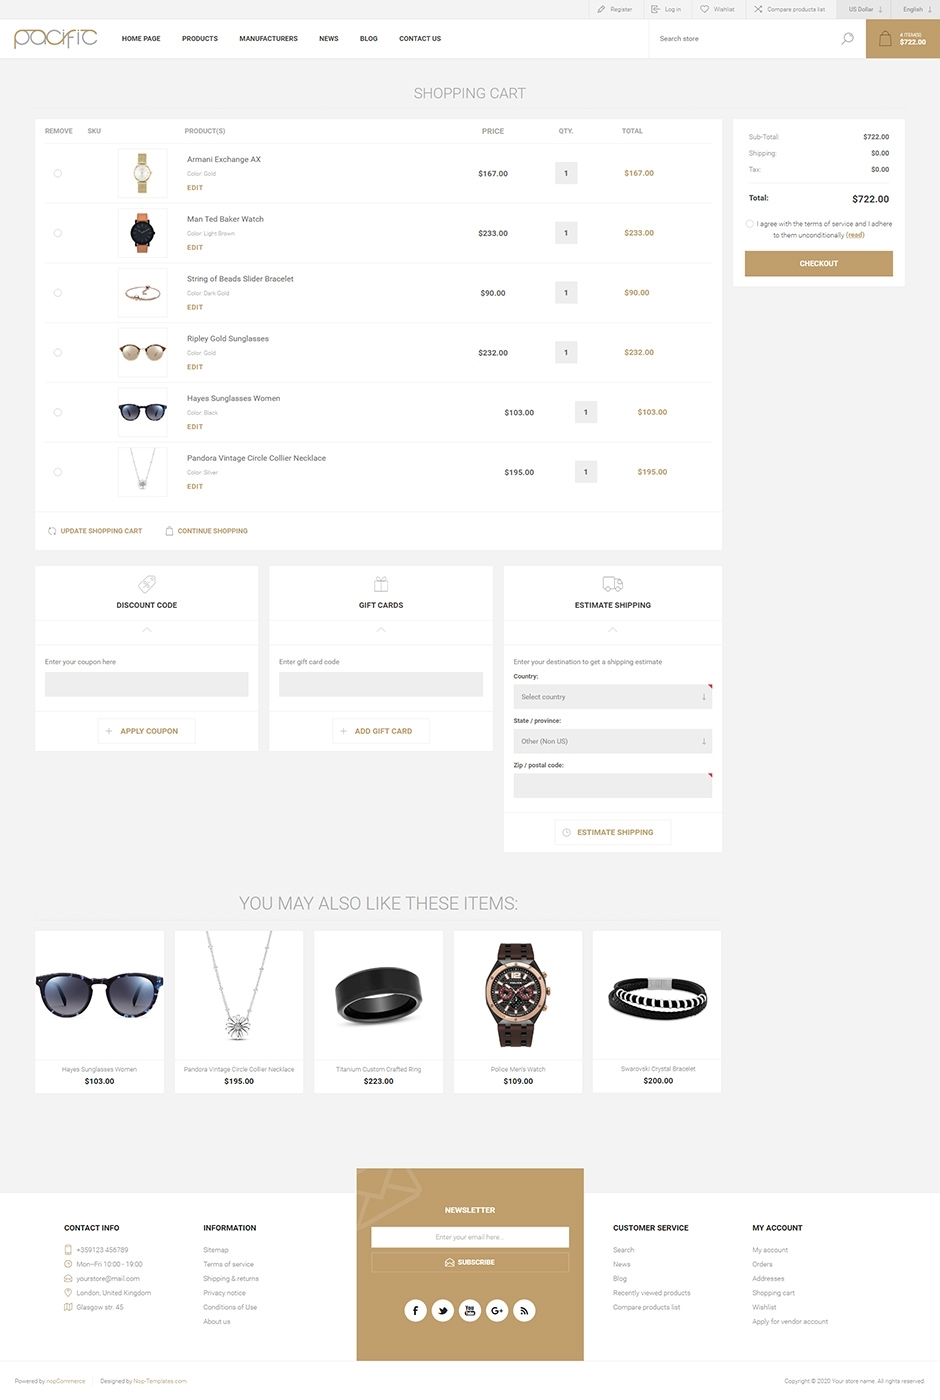 Register
Log in
Wishlist
Compare products list
US Dollar
English
pacific
HOME PAGE
PRODUCTS
MANUFACTURERS
NEWS
BLOG
CONTACT US
Search store
4 ITEM(S)
$722.00
SHOPPING CART
REMOVE SKU PRODUCT(S) PRICE QTY. TOTAL
Armani Exchange AX
Color: Gold
EDIT
$167.00 1 $167.00
Man Ted Baker Watch
Color: Light Brown
EDIT
$233.00 1 $233.00
String of Beads Slider Bracelet
Color: Dark Gold
EDIT
$90.00 1 $90.00
Ripley Gold Sunglasses
Color: Gold
EDIT
$232.00 1 $232.00
Hayes Sunglasses Women
Color: Black
EDIT
$103.00 1 $103.00
Pandora Vintage Circle Collier Necklace
Color: Silver
EDIT
$195.00 1 $195.00
UPDATE SHOPPING CART
CONTINUE SHOPPING
Sub-Total: $722.00
Shipping: $0.00
Tax: $0.00
Total: $722.00
I agree with the terms of service and I adhere
to them unconditionally (read)
CHECKOUT
DISCOUNT CODE
Enter your coupon here
+ APPLY COUPON
GIFT CARDS
Enter gift card code
+ ADD GIFT CARD
ESTIMATE SHIPPING
Enter your destination to get a shipping estimate
Country:
Select country
State / province:
Other (Non US)
Zip / postal code:
ESTIMATE SHIPPING
YOU MAY ALSO LIKE THESE ITEMS:
Hayes Sunglasses Women
$103.00
Pandora Vintage Circle Collier Necklace
$195.00
Titanium Custom Crafted Ring
$223.00
Police Men's Watch
$109.00
Swarovski Crystal Bracelet
$200.00
CONTACT INFO
+359123 456789
Mon–Fri 10:00 - 19:00
yourstore@mail.com
London, United Kingdom
Glasgow str. 45
INFORMATION
Sitemap
Terms of service
Shipping & returns
Privacy notice
Conditions of Use
About us
NEWSLETTER
Enter your email here...
SUBSCRIBE
You Tube
G+
CUSTOMER SERVICE
Search
News
Blog
Recently viewed products
Compare products list
MY ACCOUNT
My account
Orders
Addresses
Shopping cart
Wishlist
Apply for vendor account
Powered by nopCommerce
Designed by Nop-Templates.com
Copyright © 2020 Your store name. All rights reserved.